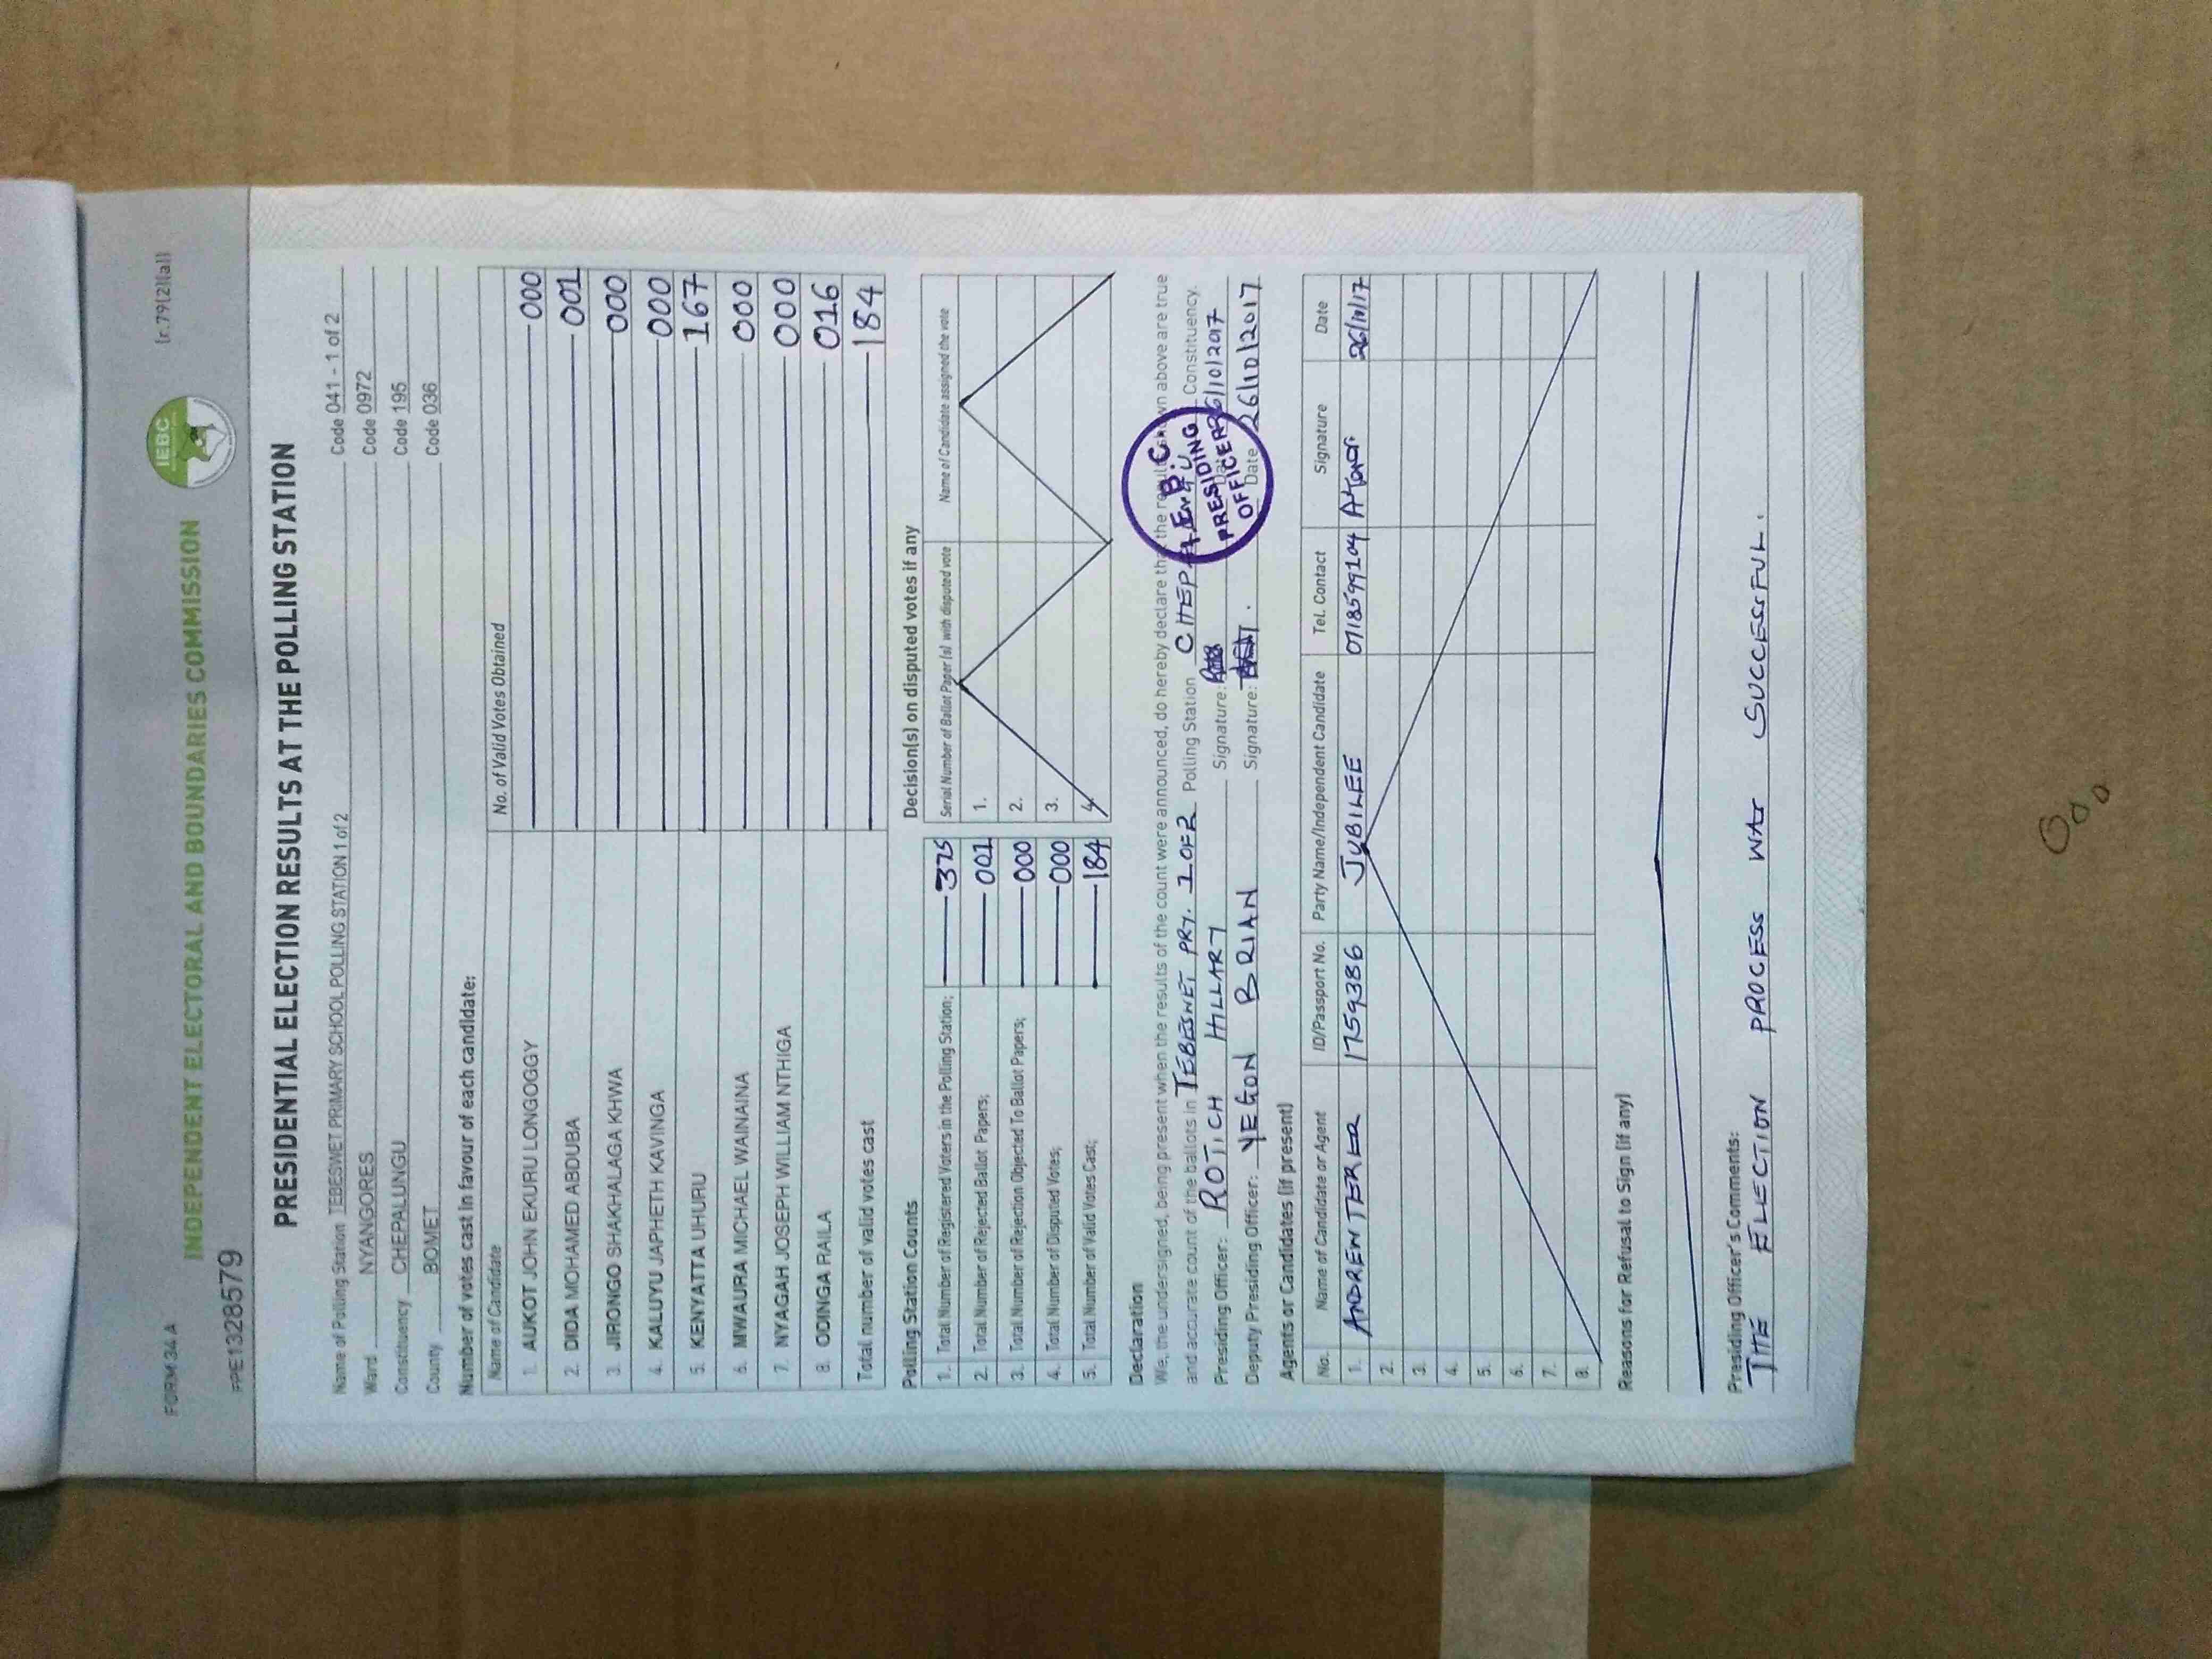 FORM 34 A
(r.79(2)(a))
INDEPENDENT ELECTORAL AND BOUNDARIES COMMISSION
IEBC
PPE1328579
PRESIDENTIAL ELECTION RESULTS AT THE POLLING STATION
Name of Polling Station TEBESWET PRIMARY SCHOOL POLLING STATION 1 of 2 Code 041 - 1 of 2
Ward NYANGORES Code 0972
Constituency CHEPALUNGU Code 195
County BOMET Code 036
Number of votes cast in favour of each candidate:
Name of Candidate No. of Valid Votes Obtained
1. AUKOT JOHN EKURU LONGOGGY 000
2. DIDA MOHAMED ABDUBA 001
3. JIRONGO SHAKHALAGA KHWA 000
4. KALUYU JAPHETH KAVINGA 000
5. KENYATTA UHURU 167
6. MWAURA MICHAEL WAINAINA 000
7. NYAGAH JOSEPH WILLIAM NTHIGA 000
8. ODINGA RAILA 016
Total number of valid votes cast 184
Polling Station Counts
1. Total Number of Registered Voters in the Polling Station; 375
2. Total Number of Rejected Ballot Papers; 001
3. Total Number of Rejection Objected To Ballot Papers; 000
4. Total Number of Disputed Votes; 000
5. Total Number of Valid Votes Cast; 184
Decision(s) on disputed votes if any
Serial Number of Ballot Paper (s) with disputed vote Name of Candidate assigned the vote
1.
2.
3.
4.
Declaration
We, the undersigned, being present when the results of the count were announced, do hereby declare that the results shown above are true
and accurate count of the ballots in TEBESWET PRY. 1 OF 2 Polling Station Constituency.
Presiding Officer: ROTICH HILLARY Signature: 26/10/2017
Deputy Presiding Officer: YEGON BRIAN Signature: Date 26/10/2017
I.E.B.C
PRESIDING
OFFICER
Agents or Candidates (if present)
No. Name of Candidate or Agent ID/Passport No. Party Name/Independent Candidate Tel. Contact Signature Date
1. ANDREW TERER 1759386 JUBILEE 0718599104 26/10/17
2.
3.
4.
5.
6.
7.
8.
Reasons for Refusal to Sign (if any)
Presiding Officer's Comments:
THE ELECTION PROCESS WAS SUCCESSFUL.